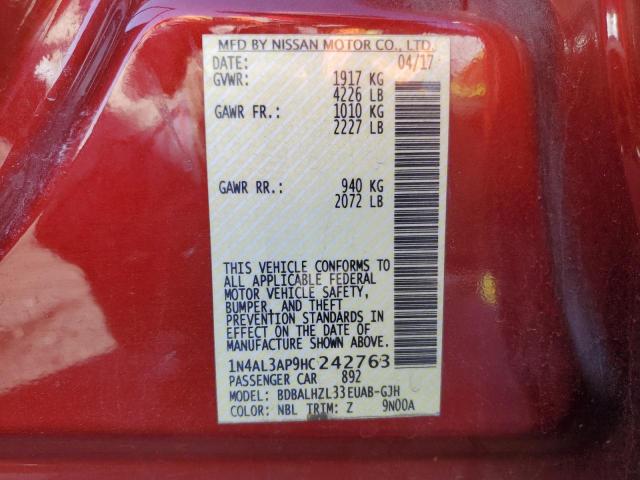 MFD BY NISSAN MOTOR CO., LTD.
DATE: 04/17
GVWR: 1917 KG
4226 LB
GAWR FR.: 1010 KG
2227 LB
GAWR RR.: 940 KG
2072 LB
THIS VEHICLE CONFORMS TO
ALL APPLICABLE FEDERAL
MOTOR VEHICLE SAFETY,
BUMPER, AND THEFT
PREVENTION STANDARDS IN
EFFECT ON THE DATE OF
MANUFACTURE SHOWN ABOVE.
1N4AL3AP9HC242763
PASSENGER CAR 892
MODEL: BDBALHZL33EUAB-GJH
COLOR: NBL TRIM: Z 9N00A